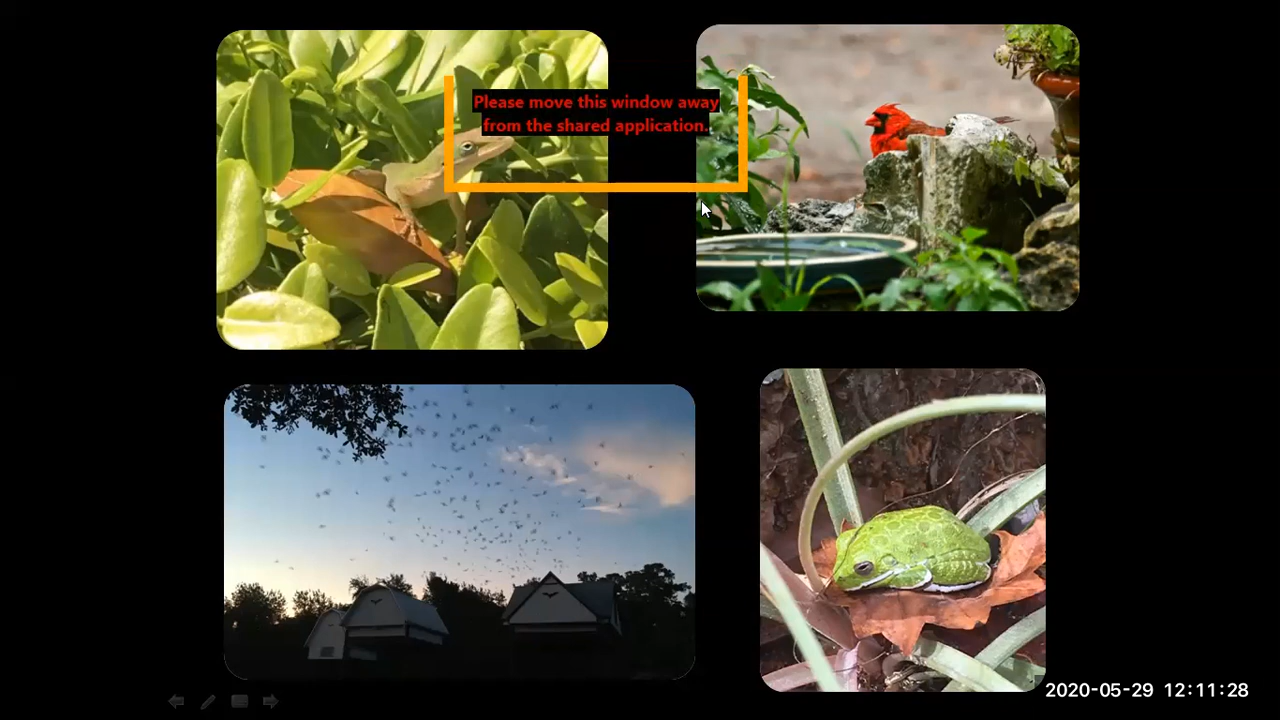 Please move this window away
from the shared application.
2020-05-29 12:11:28